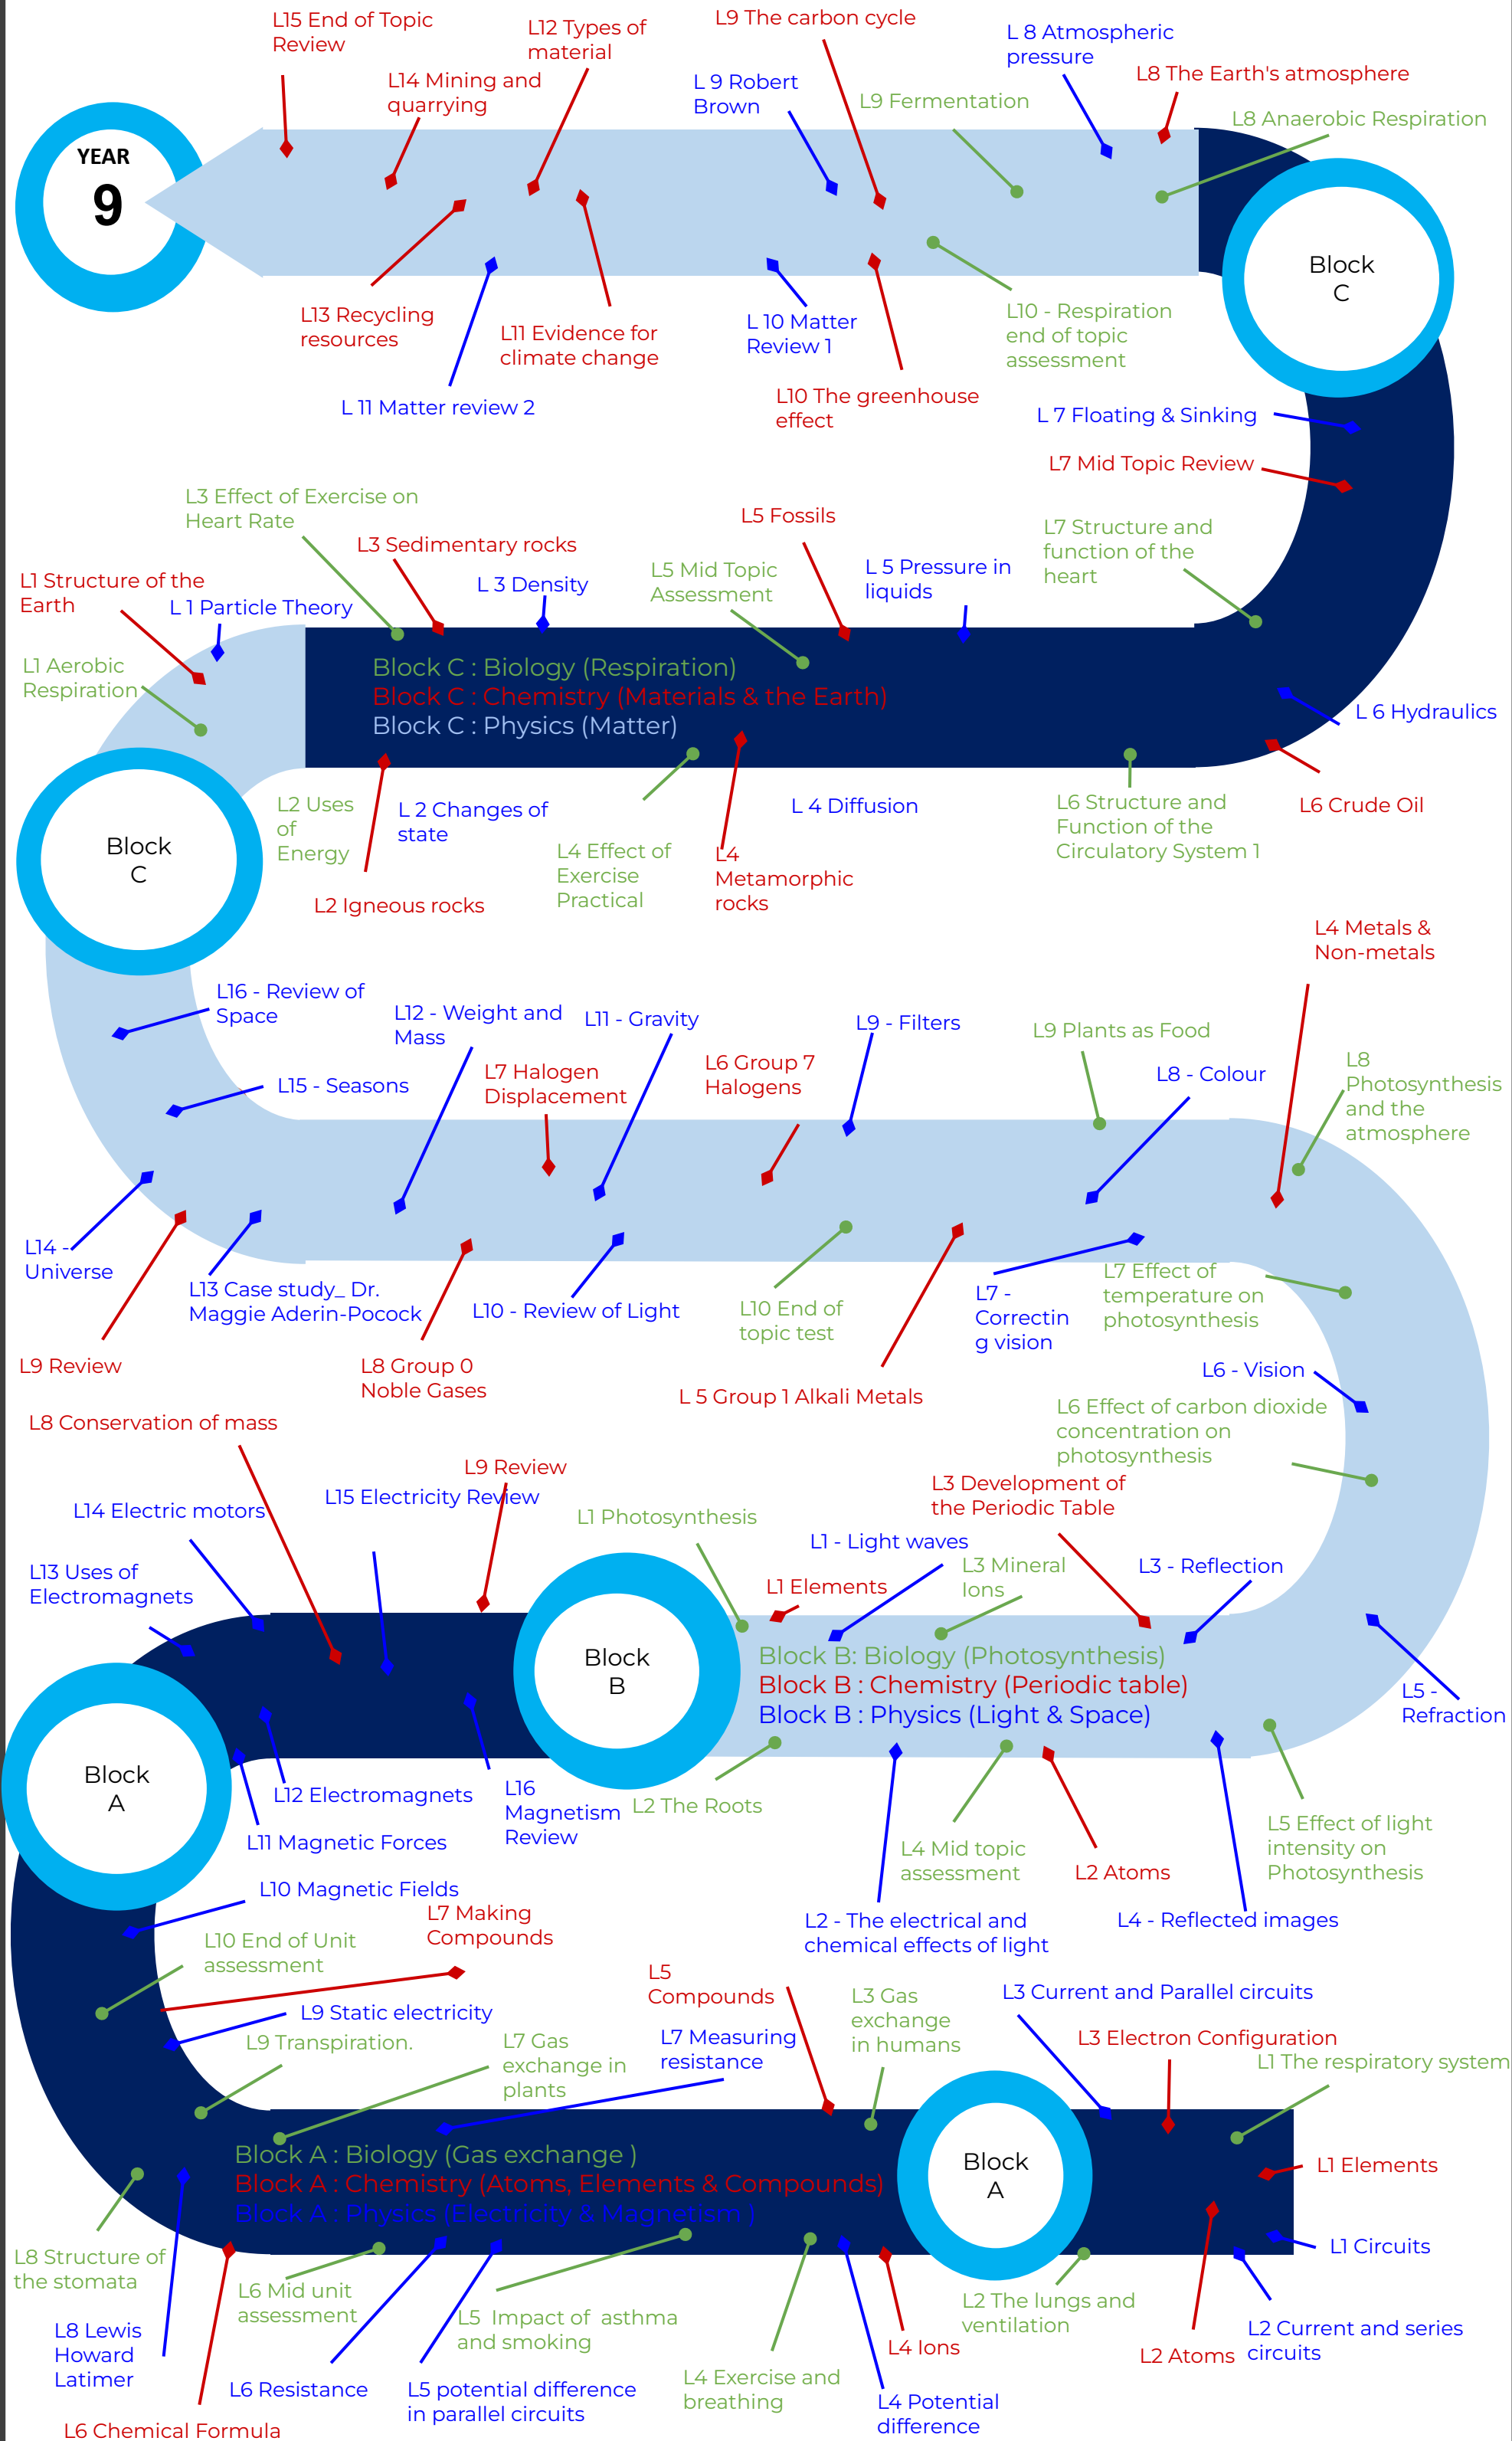 L15 End of Topic
Review
L12 Types of
material
L9 The carbon cycle
L 8 Atmospheric
pressure
L14 Mining and
quarrying
L 9 Robert
Brown
L9 Fermentation
L8 The Earth's atmosphere
L8 Anaerobic Respiration
YEAR
9
Block
C
L13 Recycling
resources
L11 Evidence for
climate change
L 10 Matter
Review 1
L10 - Respiration
end of topic
assessment
L 11 Matter review 2
L10 The greenhouse
effect
L 7 Floating & Sinking
L7 Mid Topic Review
L3 Effect of Exercise on
Heart Rate
L3 Sedimentary rocks
L5 Fossils
L7 Structure and
function of the
heart
L1 Structure of the
Earth
L 1 Particle Theory
L 3 Density
L5 Mid Topic
Assessment
L 5 Pressure in
liquids
L1 Aerobic
Respiration
Block C : Biology (Respiration)
Block C : Chemistry (Materials & the Earth)
Block C : Physics (Matter)
L 6 Hydraulics
Block
C
L2 Uses
of
Energy
L 2 Changes of
state
L 4 Diffusion
L6 Structure and
Function of the
Circulatory System 1
L6 Crude Oil
L4 Effect of
Exercise
Practical
L4
Metamorphic
rocks
L2 Igneous rocks
L4 Metals &
Non-metals
L16 - Review of
Space
L12 - Weight and
Mass
L11 - Gravity
L9 - Filters
L9 Plants as Food
L15 - Seasons
L7 Halogen
Displacement
L6 Group 7
Halogens
L8 - Colour
L8
Photosynthesis
and the
atmosphere
L14 -
Universe
L13 Case study_ Dr.
Maggie Aderin-Pocock
L10 - Review of Light
L10 End of
topic test
L7 -
Correctin
g vision
L7 Effect of
temperature on
photosynthesis
L9 Review
L8 Group 0
Noble Gases
L 5 Group 1 Alkali Metals
L6 - Vision
L6 Effect of carbon dioxide
concentration on
photosynthesis
L8 Conservation of mass
L9 Review
L3 Development of
the Periodic Table
L14 Electric motors
L15 Electricity Review
L1 Photosynthesis
L1 - Light waves
L13 Uses of
Electromagnets
L1 Elements
L3 Mineral
Ions
L3 - Reflection
Block
B
Block B: Biology (Photosynthesis)
Block B : Chemistry (Periodic table)
Block B : Physics (Light & Space)
L5 -
Refraction
Block
A
L12 Electromagnets
L16
Magnetism
Review
L2 The Roots
L11 Magnetic Forces
L4 Mid topic
assessment
L2 Atoms
L5 Effect of light
intensity on
Photosynthesis
L10 Magnetic Fields
L7 Making
Compounds
L2 - The electrical and
chemical effects of light
L4 - Reflected images
L10 End of Unit
assessment
L5
Compounds
L3 Gas
exchange
in humans
L3 Current and Parallel circuits
L9 Static electricity
L9 Transpiration.
L7 Gas
exchange in
plants
L7 Measuring
resistance
L3 Electron Configuration
L1 The respiratory system
Block A : Biology (Gas exchange )
Block A : Chemistry (Atoms, Elements & Compounds)
Block A : Physics (Electricity & Magnetism )
Block
A
L1 Elements
L1 Circuits
L8 Structure of
the stomata
L6 Mid unit
assessment
L5 Impact of asthma
and smoking
L4 Ions
L2 The lungs and
ventilation
L2 Atoms
L2 Current and series
circuits
L8 Lewis
Howard
Latimer
L6 Resistance
L5 potential difference
in parallel circuits
L4 Exercise and
breathing
L4 Potential
difference
L6 Chemical Formula